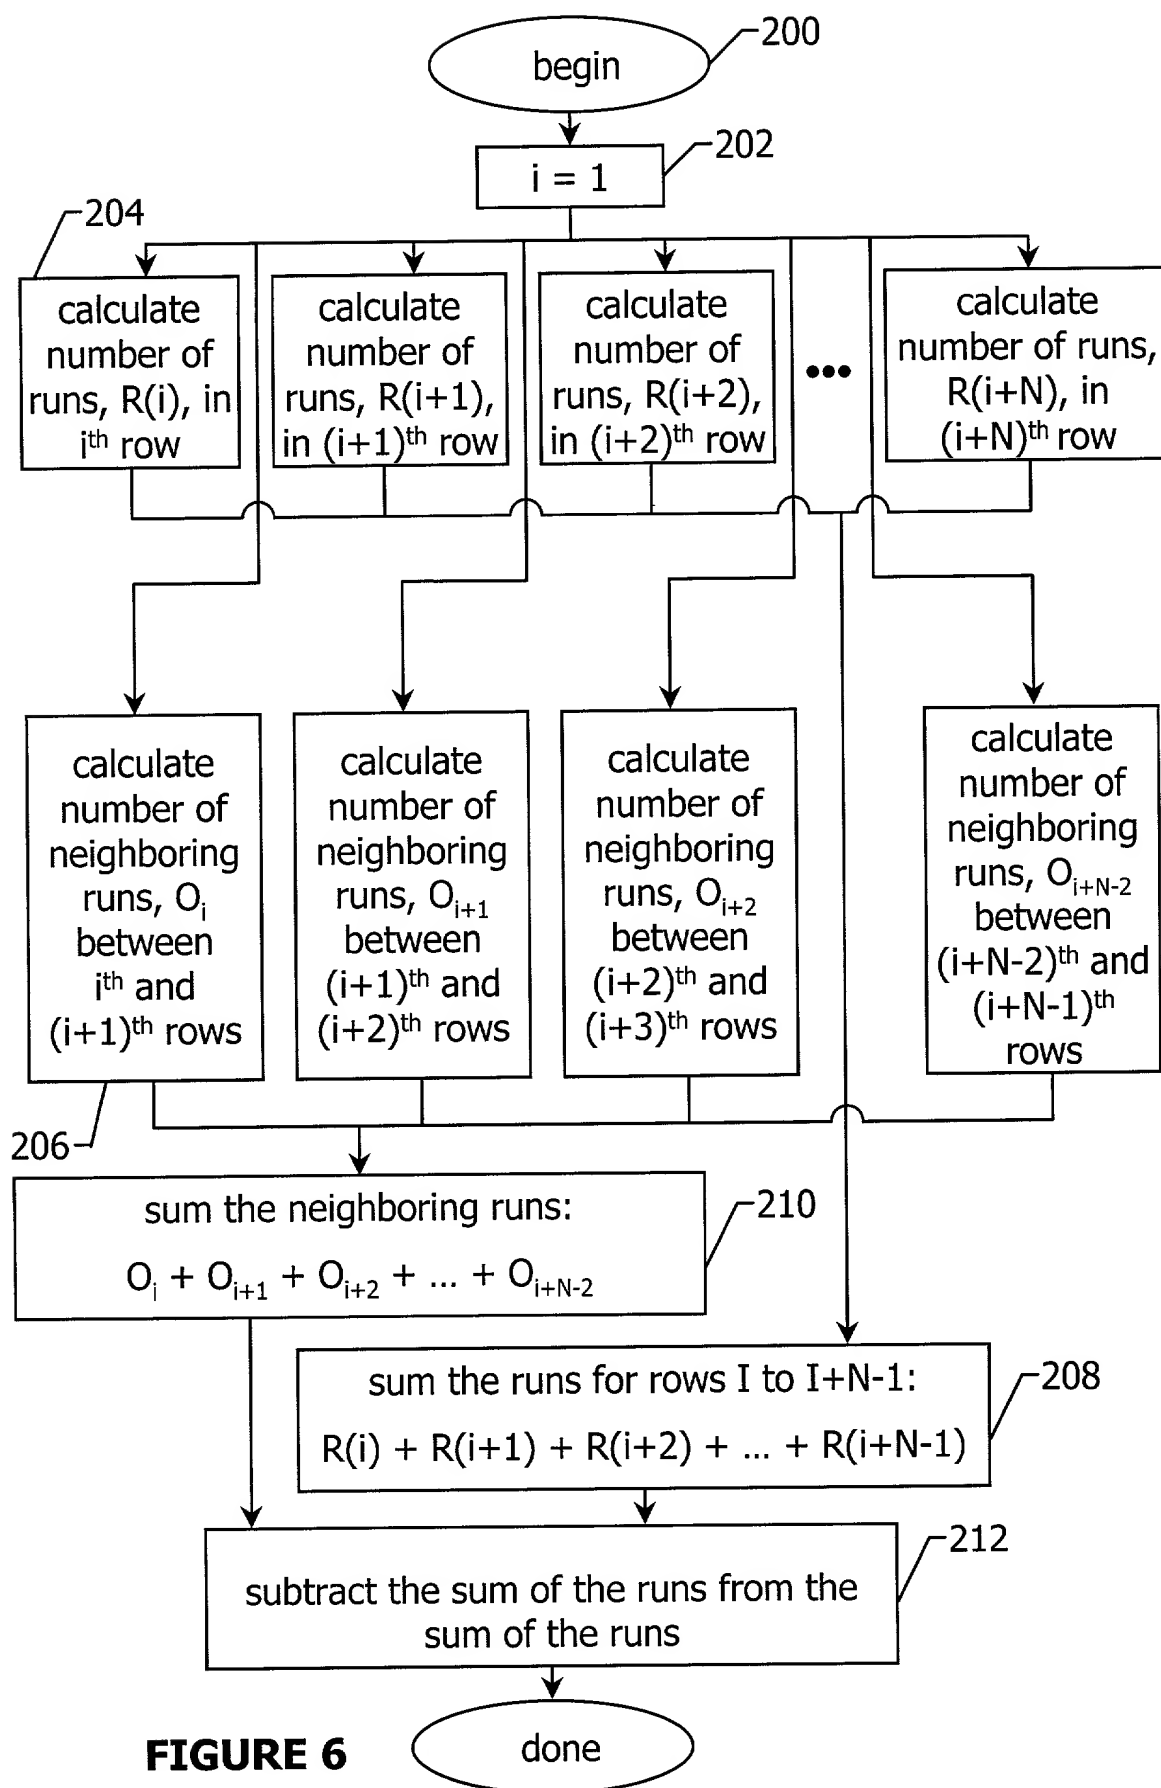 200
begin
202
i = 1
204
calculate
number of
runs, R(i), in
iᵗʰ row
calculate
number of
runs, R(i+1),
in (i+1)ᵗʰ row
calculate
number of
runs, R(i+2),
in (i+2)ᵗʰ row
•••
calculate
number of runs,
R(i+N), in
(i+N)ᵗʰ row
calculate
number of
neighboring
runs, Oᵢ
between
iᵗʰ and
(i+1)ᵗʰ rows
calculate
number of
neighboring
runs, Oᵢ₊₁
between
(i+1)ᵗʰ and
(i+2)ᵗʰ rows
calculate
number of
neighboring
runs, Oᵢ₊₂
between
(i+2)ᵗʰ and
(i+3)ᵗʰ rows
calculate
number of
neighboring
runs, O_{i+N-2}
between
(i+N-2)ᵗʰ and
(i+N-1)ᵗʰ
rows
206
sum the neighboring runs:
Oᵢ + Oᵢ₊₁ + Oᵢ₊₂ + ... + O_{i+N-2}
210
sum the runs for rows I to I+N-1:
R(i) + R(i+1) + R(i+2) + ... + R(i+N-1)
208
212
subtract the sum of the runs from the
sum of the runs
done
FIGURE 6